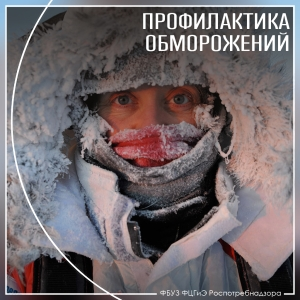 ПРОФИЛАКТИКА
ОБМОРОЖЕНИЙ
ФБУЗ ФЦГиЭ Роспотребнадзора